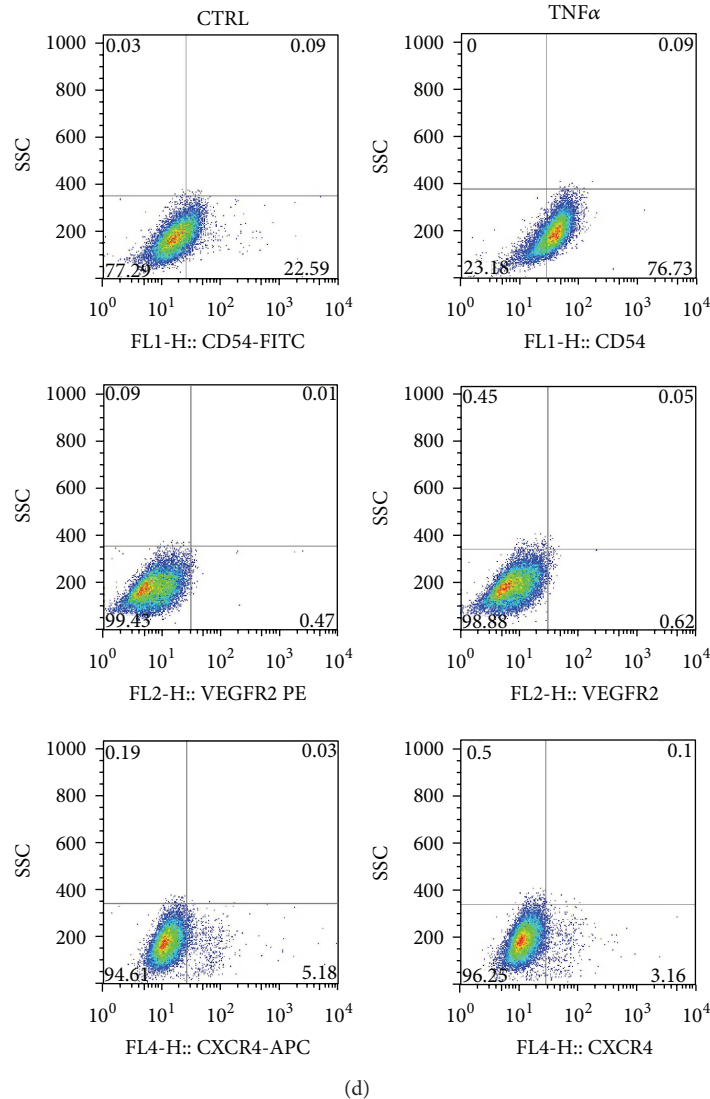 CTRL
TNFα
1000
800
600
400
200
SSC
0.03
0.09
77.29
22.59
10^0 10^1 10^2 10^3 10^4
FL1-H:: CD54-FITC
1000
800
600
400
200
SSC
0
0.09
23.18
76.73
10^0 10^1 10^2 10^3 10^4
FL1-H:: CD54
1000
800
600
400
200
SSC
0.09
0.01
99.43
0.47
10^0 10^1 10^2 10^3 10^4
FL2-H:: VEGFR2 PE
1000
800
600
400
200
SSC
0.45
0.05
98.88
0.62
10^0 10^1 10^2 10^3 10^4
FL2-H:: VEGFR2
1000
800
600
400
200
SSC
0.19
0.03
94.61
5.18
10^0 10^1 10^2 10^3 10^4
FL4-H:: CXCR4-APC
1000
800
600
400
200
SSC
0.5
0.1
96.25
3.16
10^0 10^1 10^2 10^3 10^4
FL4-H:: CXCR4
(d)